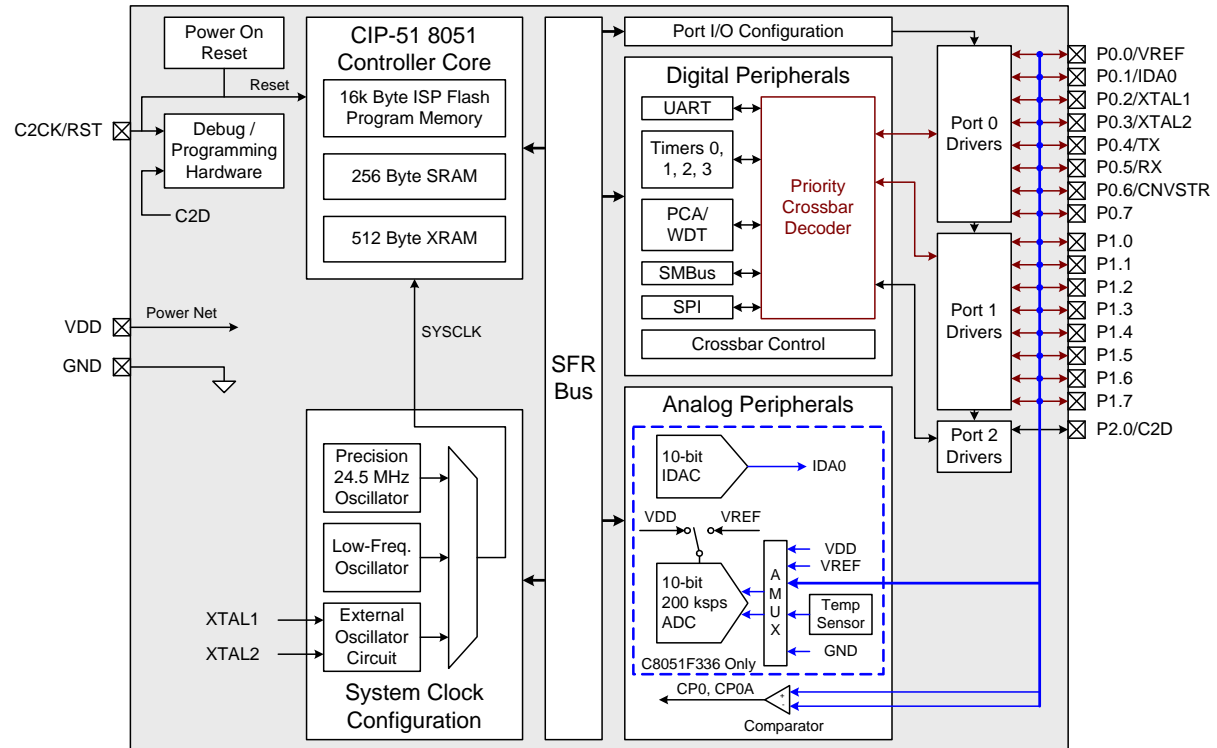 Power On
Reset
Reset
C2CK/RST
Debug /
Programming
Hardware
C2D
VDD
Power Net
GND
CIP-51 8051
Controller Core
16k Byte ISP Flash
Program Memory
256 Byte SRAM
512 Byte XRAM
SYSCLK
Precision
24.5 MHz
Oscillator
Low-Freq.
Oscillator
External
Oscillator
Circuit
XTAL1
XTAL2
System Clock
Configuration
SFR
Bus
Port I/O Configuration
Digital Peripherals
UART
Timers 0,
1, 2, 3
PCA/
WDT
SMBus
SPI
Priority
Crossbar
Decoder
Crossbar Control
Analog Peripherals
10-bit
IDAC
IDA0
VDD
VREF
10-bit
200 ksps
ADC
A
M
U
X
VDD
VREF
Temp
Sensor
GND
C8051F336 Only
CP0, CP0A
+
-
Comparator
Port 0
Drivers
Port 1
Drivers
Port 2
Drivers
P0.0/VREF
P0.1/IDA0
P0.2/XTAL1
P0.3/XTAL2
P0.4/TX
P0.5/RX
P0.6/CNVSTR
P0.7
P1.0
P1.1
P1.2
P1.3
P1.4
P1.5
P1.6
P1.7
P2.0/C2D